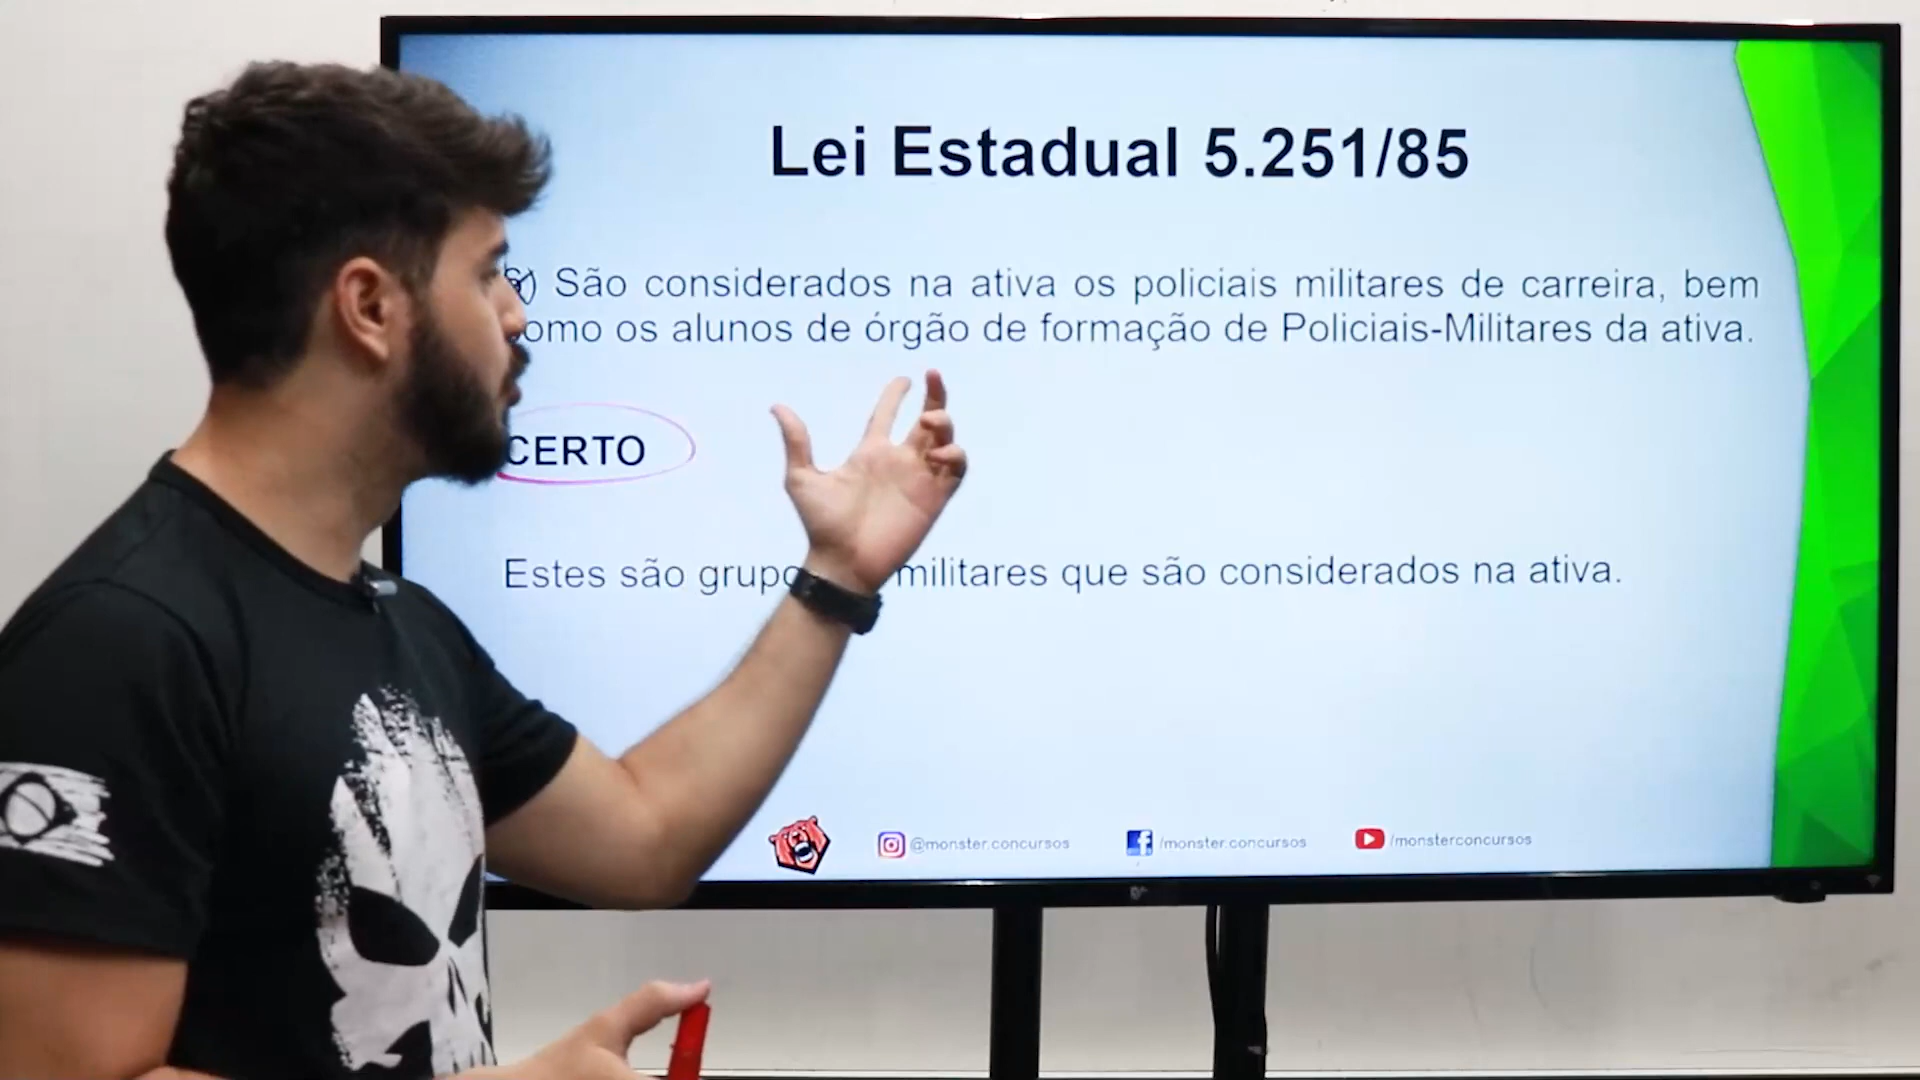 Lei Estadual 5.251/85
São considerados na ativa os policiais militares de carreira, bem
os alunos de órgão de formação de Policiais-Militares da ativa.
CERTO
Estes são militares que são considerados na ativa.
@monster.concursos
/monster.concursos
/monsterconcursos